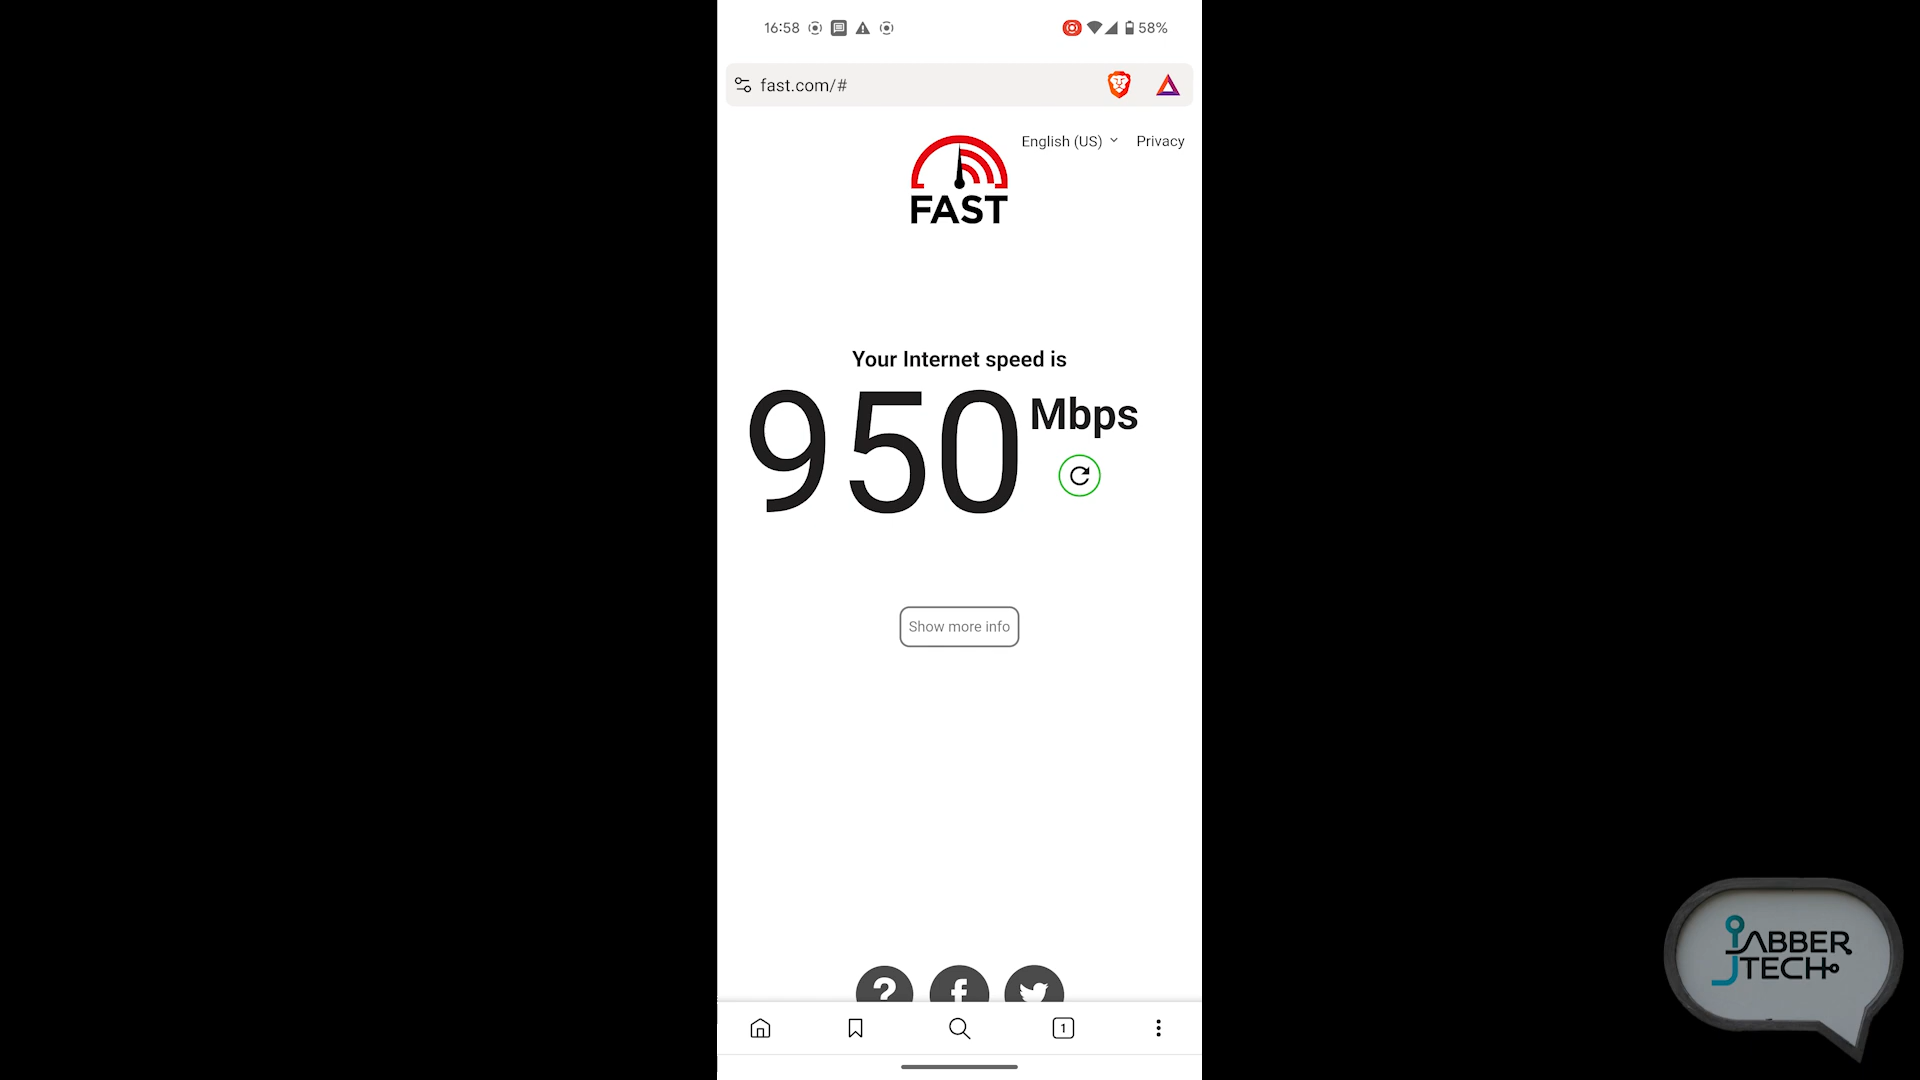 16:58
58%
fast.com/#
English (US)
Privacy
FAST
Your Internet speed is
950 Mbps
Show more info
?
f
1
JABBER
TECH